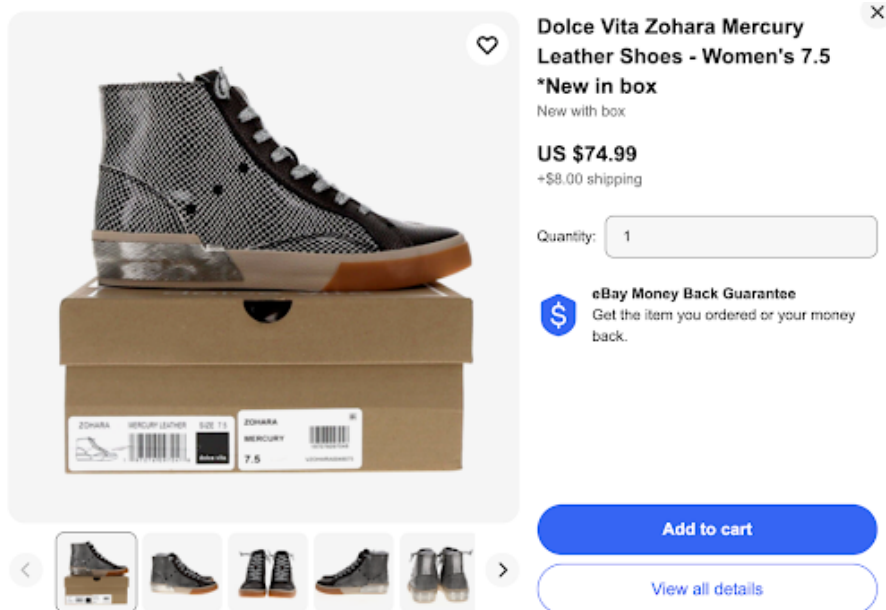 Dolce Vita Zohara Mercury
Leather Shoes - Women's 7.5
*New in box
New with box
US $74.99
+$8.00 shipping
Quantity: 1
eBay Money Back Guarantee
Get the item you ordered or your money
back.
ZOHARA MERCURY LEATHER SIZE 7.5
dolce vita
ZOHARA
MERCURY
7.5
Add to cart
View all details